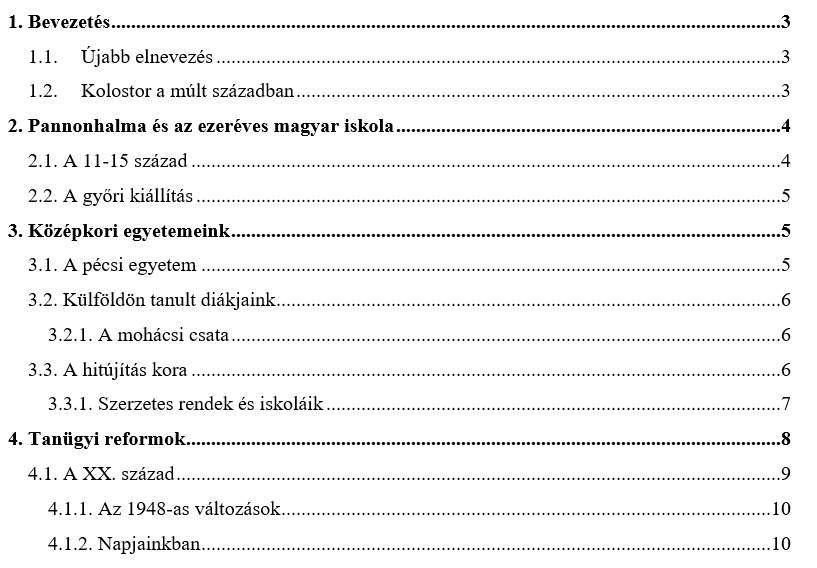 1. Bevezetés 3
1.1. Újabb elnevezés 3
1.2. Kolostor a múlt században 3
2. Pannonhalma és az ezeréves magyar iskola 4
2.1. A 11-15 század 4
2.2. A győri kiállítás 5
3. Középkori egyetemeink 5
3.1. A pécsi egyetem 5
3.2. Külföldön tanult diákjaink 6
3.2.1. A mohácsi csata 6
3.3. A hitújítás kora 6
3.3.1. Szerzetes rendek és iskoláik 7
4. Tanügyi reformok 8
4.1. A XX. század 9
4.1.1. Az 1948-as változások 10
4.1.2. Napjainkban 10